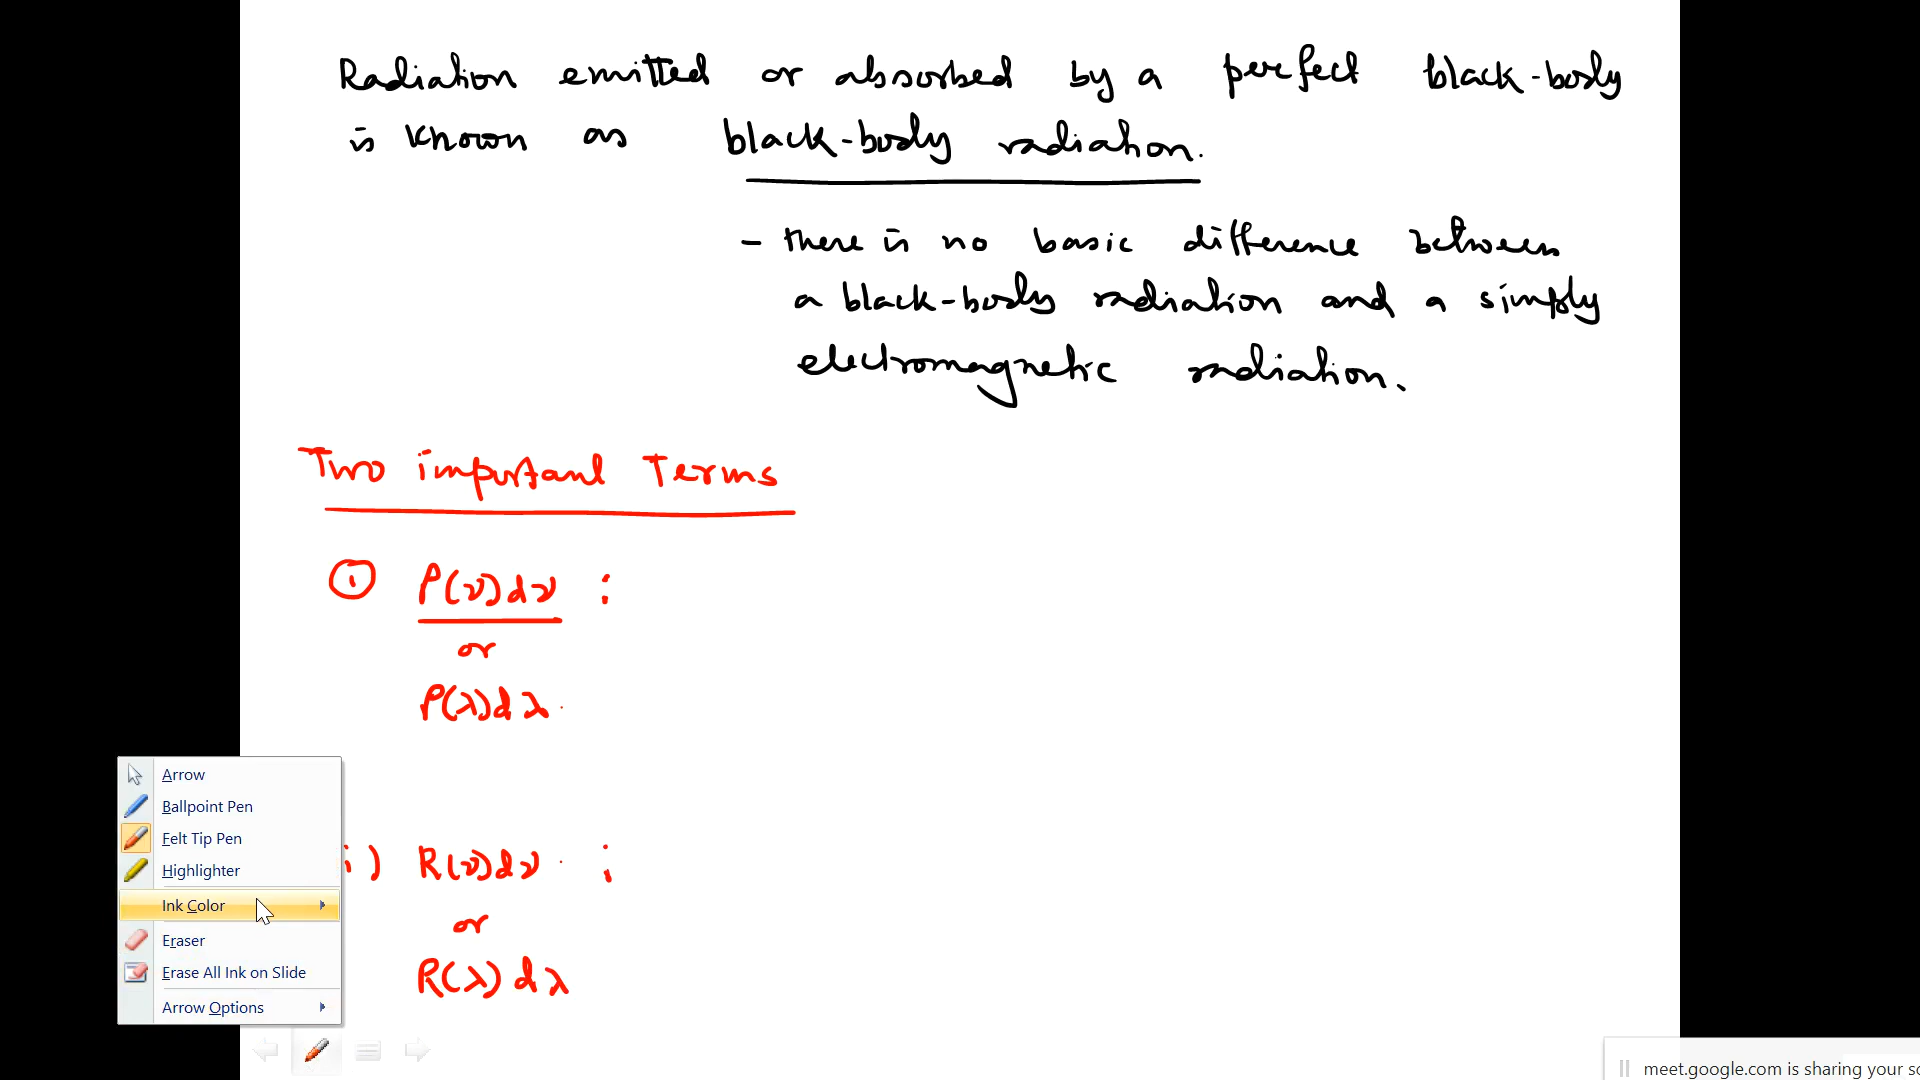 Radiation emitted or absorbed by a perfect black-body
is known as black-body radiation.
- there is no basic difference between
a black-body radiation and a simply
electromagnetic radiation.
Two important Terms
① ρ(ν)dν :
or
ρ(λ)dλ
i) R(ν)dν :
or
R(λ)dλ
Arrow
Ballpoint Pen
Felt Tip Pen
Highlighter
Ink Color
Eraser
Erase All Ink on Slide
Arrow Options
meet.google.com is sharing your sc